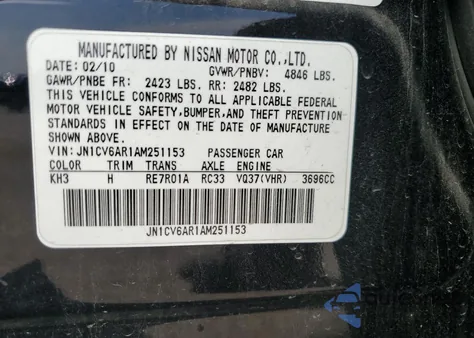 MANUFACTURED BY NISSAN MOTOR CO.,LTD.
02/10 GVWR/PNBV: 4846 LBS.
GAWR/PNBE FR: 2423 LBS. RR: 2482 LBS.
THIS VEHICLE CONFORMS TO ALL APPLICABLE FEDERAL
MOTOR VEHICLE SAFETY,BUMPER,AND THEFT PREVENTION
STANDARDS IN EFFECT ON THE DATE OF MANUFACTURE
SHOWN ABOVE.
VIN: JN1CV6AR1AM251153 PASSENGER CAR
COLOR TRIM TRANS AXLE ENGINE
KH3 H RE7R01A RC33 VQ37(VHR) 3696CC
JN1CV6AR1AM251153